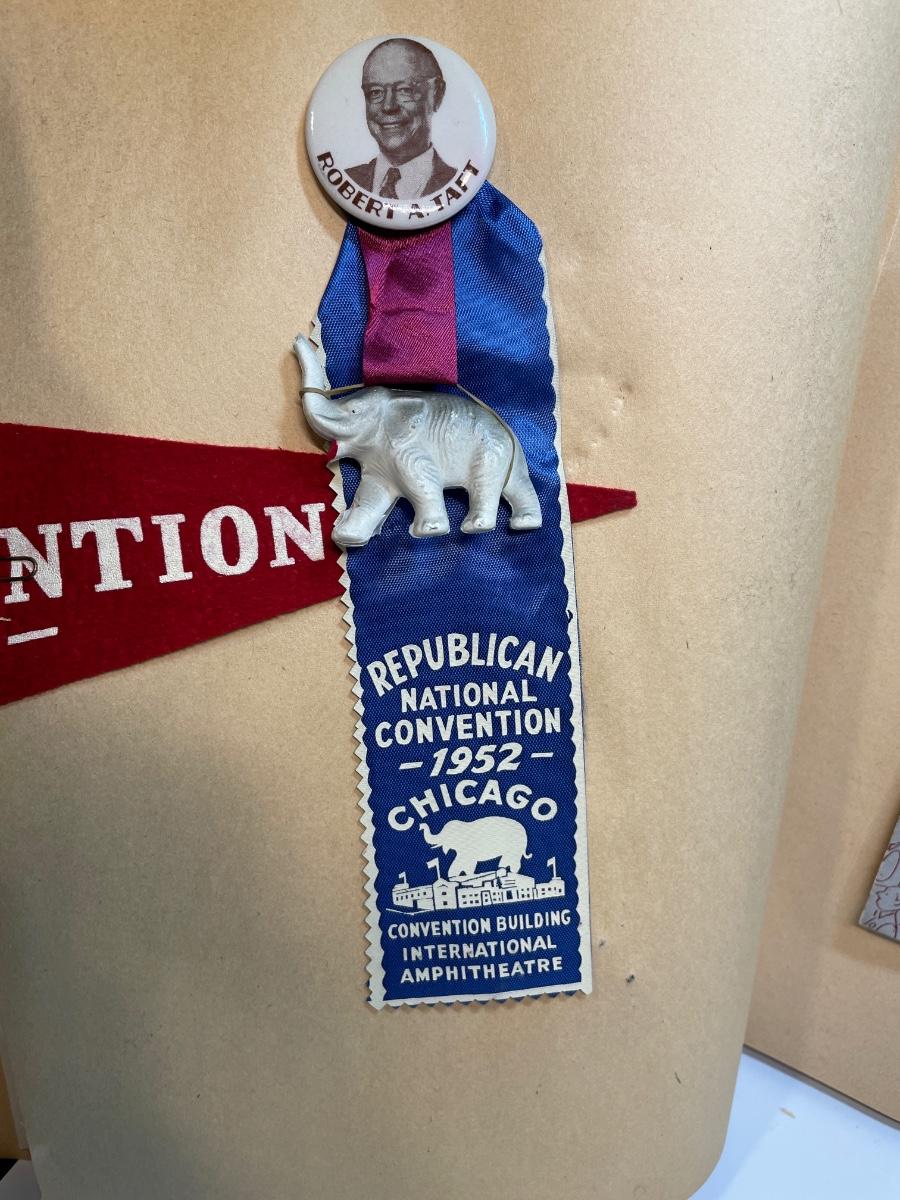 ROBERT A. TAFT
NTION
REPUBLICAN
NATIONAL
CONVENTION
- 1952 -
CHICAGO
CONVENTION BUILDING
INTERNATIONAL
AMPHITHEATRE